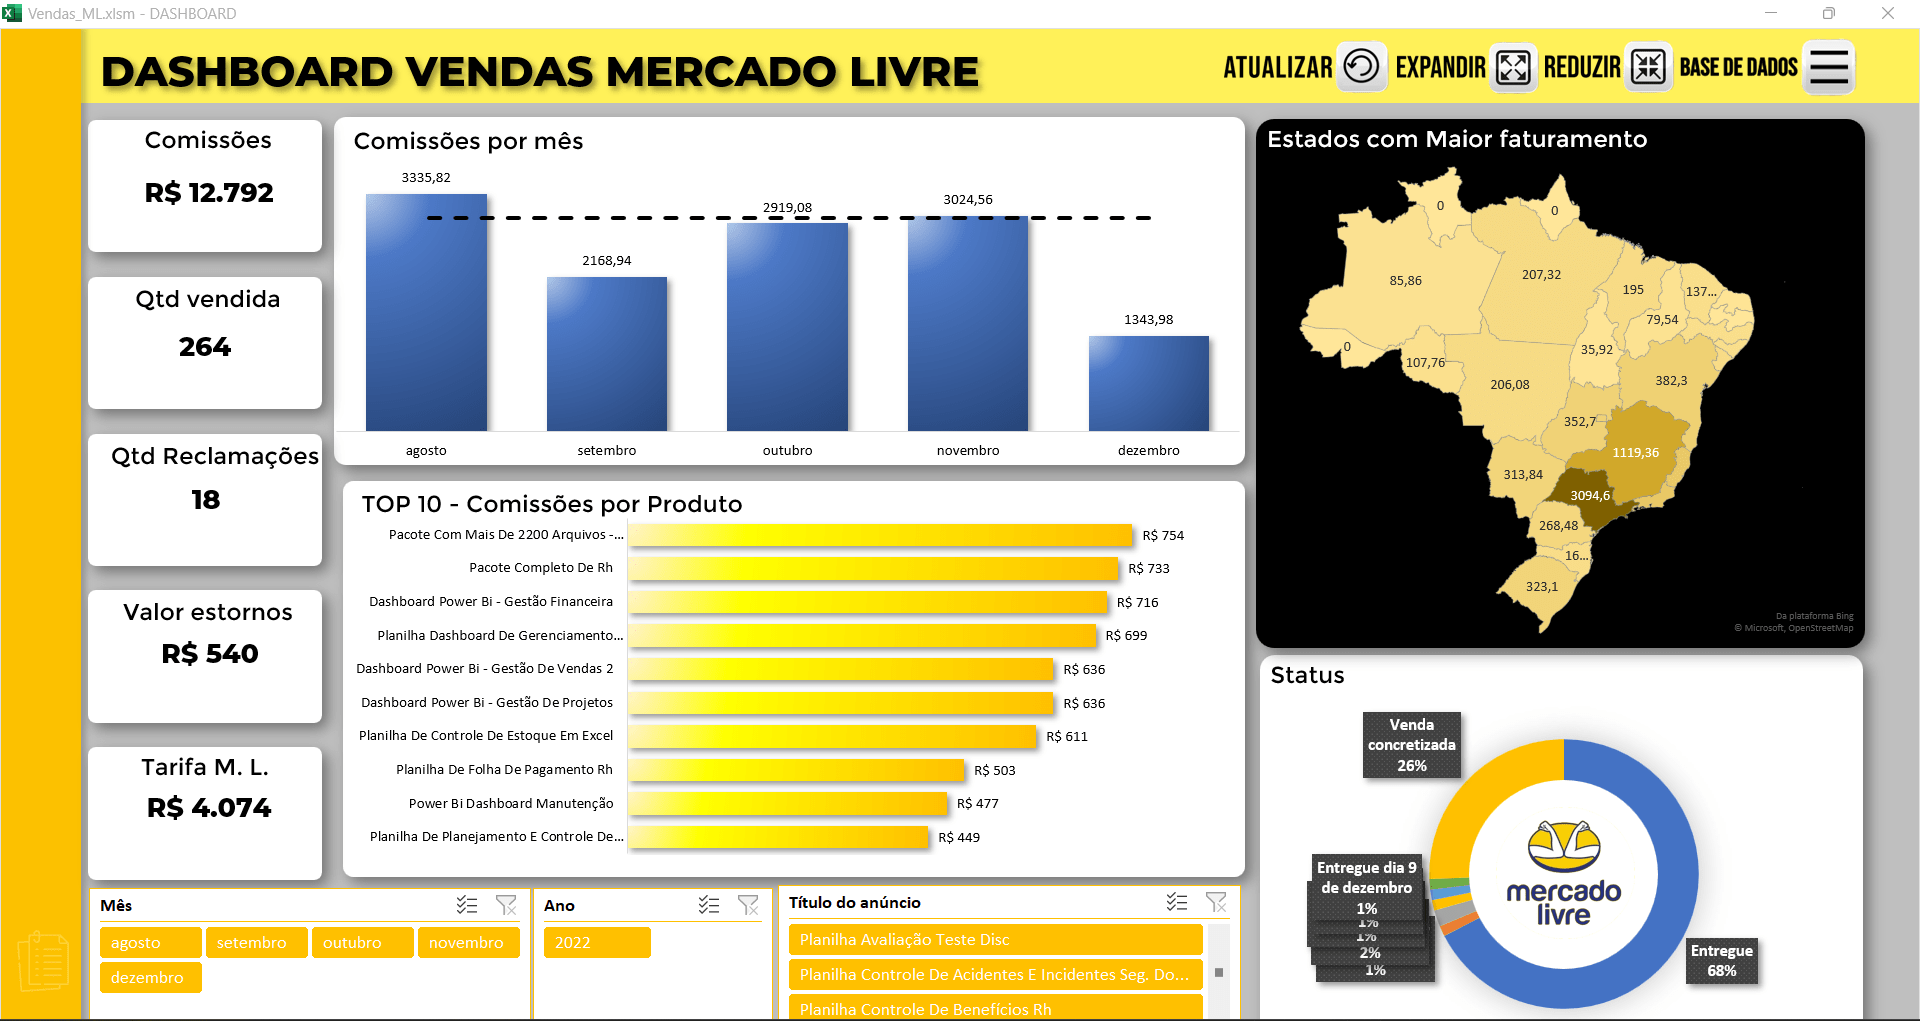 Vendas_ML.xlsm - DASHBOARD
DASHBOARD VENDAS MERCADO LIVRE
ATUALIZAR
EXPANDIR
REDUZIR
BASE DE DADOS
Comissões
R$ 12.792
Qtd vendida
264
Qtd Reclamações
18
Valor estornos
R$ 540
Tarifa M. L.
R$ 4.074
Comissões por mês
3335,82
2168,94
2919,08
3024,56
1343,98
agosto
setembro
outubro
novembro
dezembro
TOP 10 - Comissões por Produto
Pacote Com Mais De 2200 Arquivos -... R$ 754
Pacote Completo De Rh R$ 733
Dashboard Power Bi - Gestão Financeira R$ 716
Planilha Dashboard De Gerenciamento... R$ 699
Dashboard Power Bi - Gestão De Vendas 2 R$ 636
Dashboard Power Bi - Gestão De Projetos R$ 636
Planilha De Controle De Estoque Em Excel R$ 611
Planilha De Folha De Pagamento Rh R$ 503
Power Bi Dashboard Manutenção R$ 477
Planilha De Planejamento E Controle De... R$ 449
Estados com Maior faturamento
0
0
85,86
207,32
195
137...
79,54
0
107,76
35,92
206,08
382,3
352,7
1119,36
313,84
3094,6
268,48
16...
323,1
Da plataforma Bing
© Microsoft, OpenStreetMap
Status
Venda
concretizada
26%
Entregue dia 9
de dezembro
1%
1%
1%
2%
1%
Entregue
68%
mercado
livre
Mês
agosto
setembro
outubro
novembro
dezembro
Ano
2022
Título do anúncio
Planilha Avaliação Teste Disc
Planilha Controle De Acidentes E Incidentes Seg. Do...
Planilha Controle De Benefícios Rh